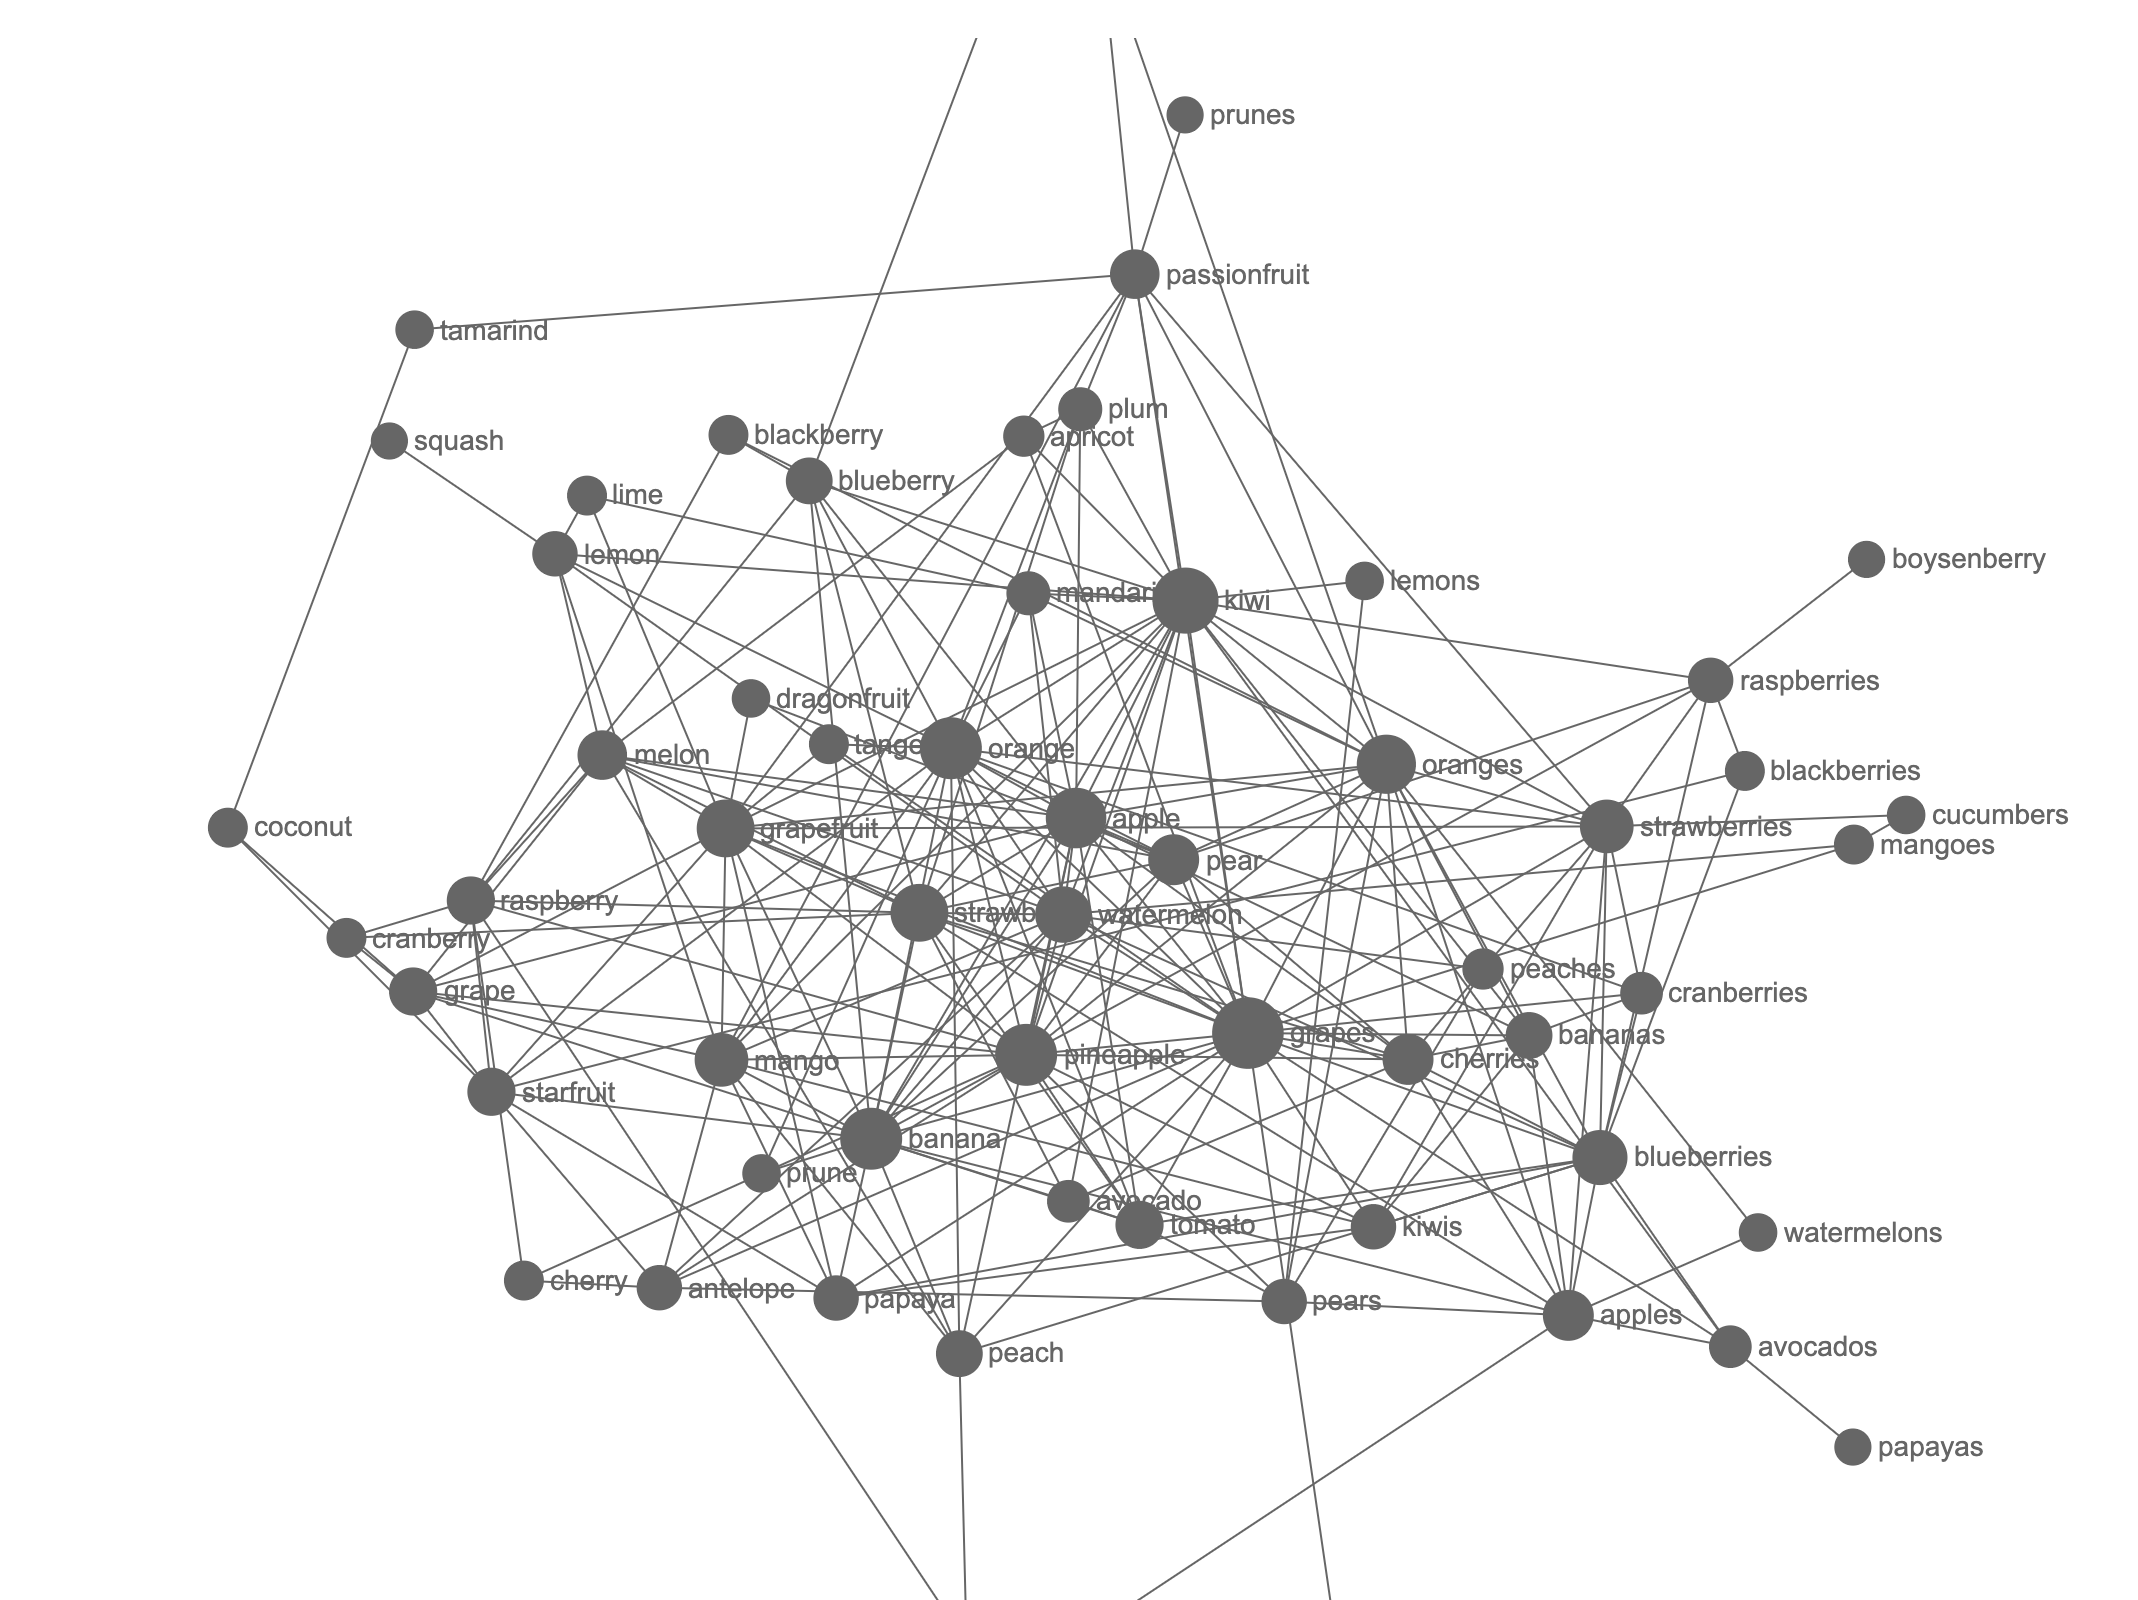 prunes
passionfruit
tamarind
plum
blackberry
apricot
squash
blueberry
lime
lemon
boysenberry
lemons
mandari
kiwi
raspberries
dragonfruit
tange
orange
melon
oranges
blackberries
cucumbers
apple
coconut
grapefruit
strawberries
mangoes
pear
raspberry
strawb
watermelon
cranberry
peaches
grape
cranberries
grapes
bananas
pineapple
mango
cherries
starfruit
banana
blueberries
prune
avocado
tomato
kiwis
watermelons
cherry
antelope
papaya
pears
apples
peach
avocados
papayas